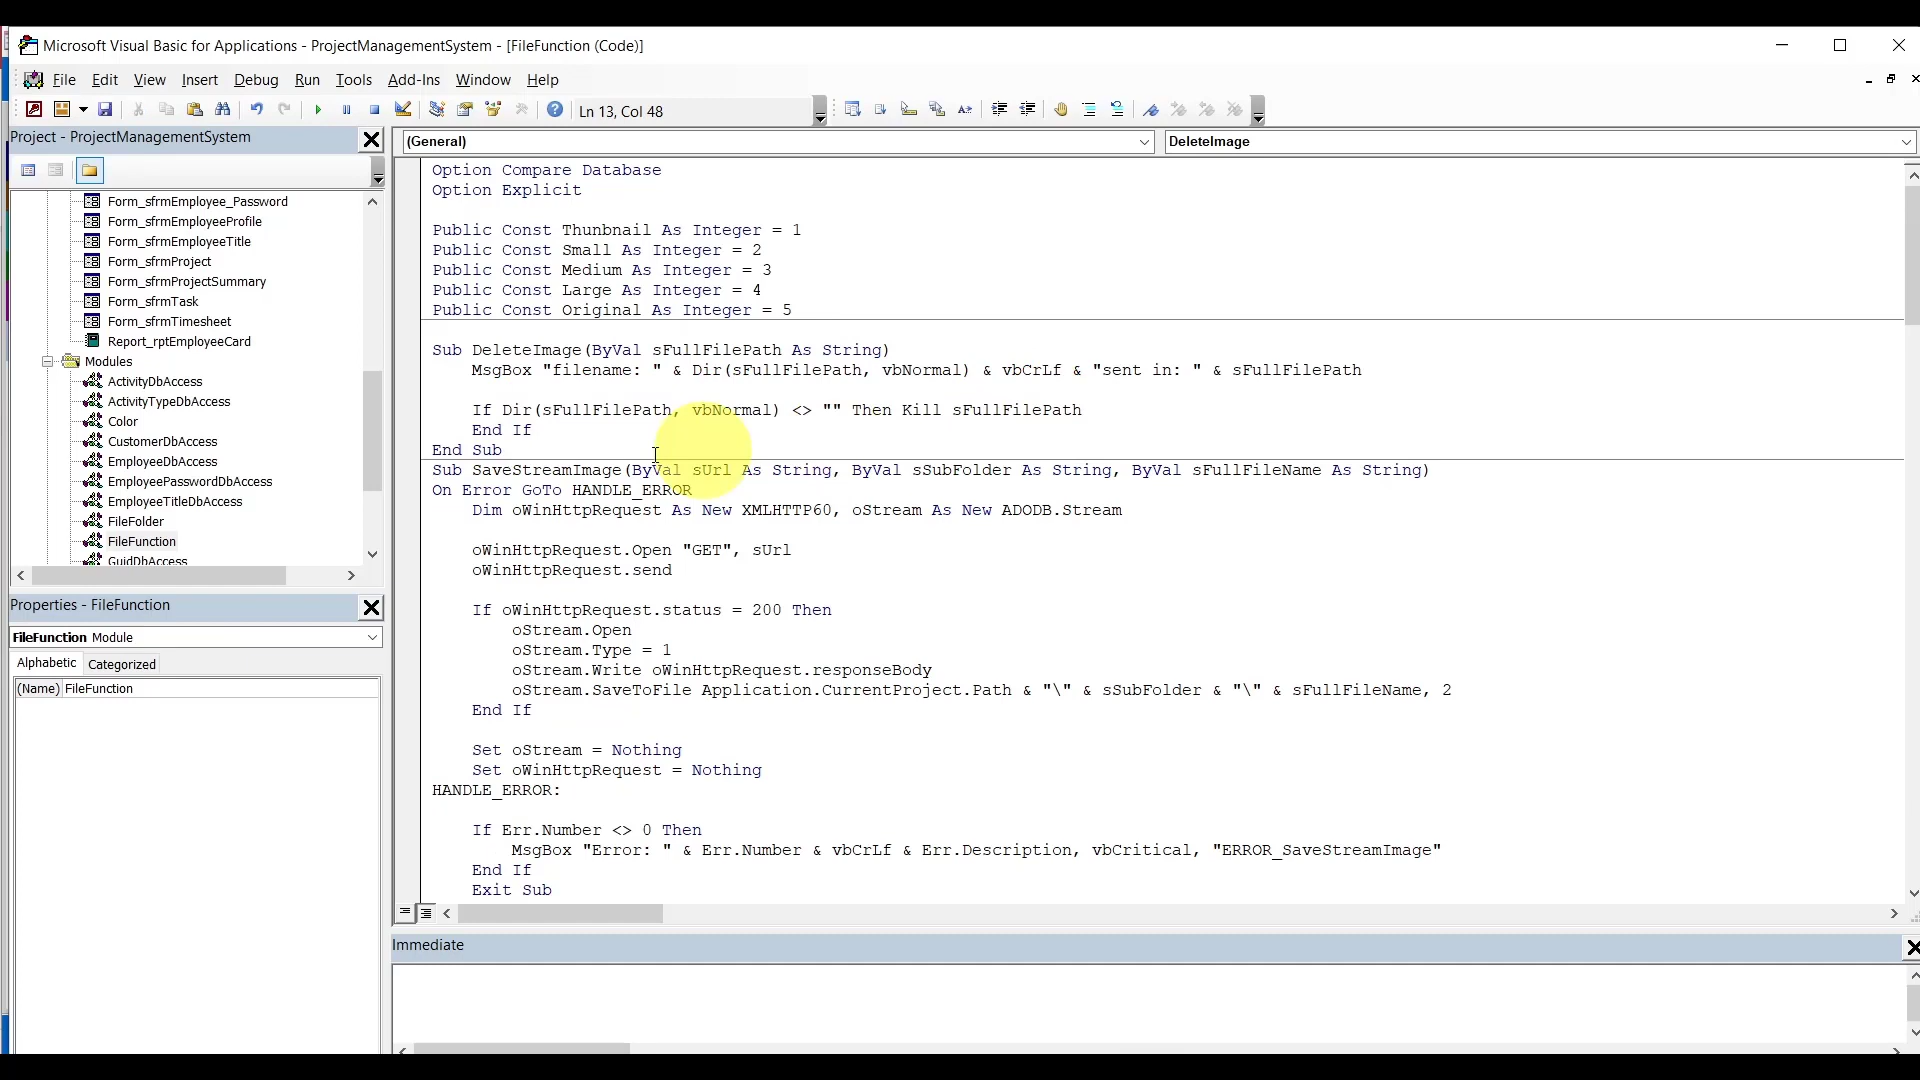 Microsoft Visual Basic for Applications - ProjectManagementSystem - [FileFunction (Code)]
File Edit View Insert Debug Run Tools Add-Ins Window Help
Ln 13, Col 48
Project - ProjectManagementSystem
(General)
DeleteImage
Form_sfrmEmployee_Password
Form_sfrmEmployeeProfile
Form_sfrmEmployeeTitle
Form_sfrmProject
Form_sfrmProjectSummary
Form_sfrmTask
Form_sfrmTimesheet
Report_rptEmployeeCard
Modules
ActivityDbAccess
ActivityTypeDbAccess
Color
CustomerDbAccess
EmployeeDbAccess
EmployeePasswordDbAccess
EmployeeTitleDbAccess
FileFolder
FileFunction
GuidDbAccess
Properties - FileFunction
FileFunction Module
Alphabetic Categorized
(Name) FileFunction
Option Compare Database
Option Explicit
Public Const Thunbnail As Integer = 1
Public Const Small As Integer = 2
Public Const Medium As Integer = 3
Public Const Large As Integer = 4
Public Const Original As Integer = 5
Sub DeleteImage(ByVal sFullFilePath As String)
MsgBox "filename: " & Dir(sFullFilePath, vbNormal) & vbCrLf & "sent in: " & sFullFilePath
If Dir(sFullFilePath, vbNormal) <> "" Then Kill sFullFilePath
End If
End Sub
Sub SaveStreamImage(ByVal sUrl As String, ByVal sSubFolder As String, ByVal sFullFileName As String)
On Error GoTo HANDLE_ERROR
Dim oWinHttpRequest As New XMLHTTP60, oStream As New ADODB.Stream
oWinHttpRequest.Open "GET", sUrl
oWinHttpRequest.send
If oWinHttpRequest.status = 200 Then
oStream.Open
oStream.Type = 1
oStream.Write oWinHttpRequest.responseBody
oStream.SaveToFile Application.CurrentProject.Path & "\" & sSubFolder & "\" & sFullFileName, 2
End If
Set oStream = Nothing
Set oWinHttpRequest = Nothing
HANDLE_ERROR:
If Err.Number <> 0 Then
MsgBox "Error: " & Err.Number & vbCrLf & Err.Description, vbCritical, "ERROR_SaveStreamImage"
End If
Exit Sub
Immediate